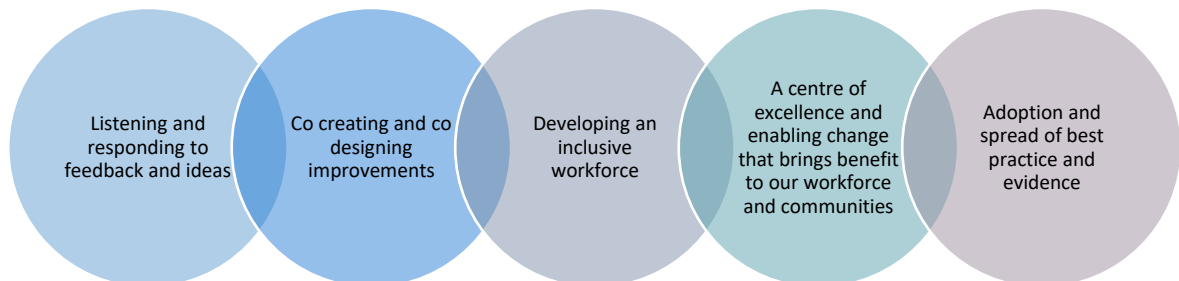 Listening and
responding to
feedback and ideas
Co creating and co
designing
improvements
Developing an
inclusive
workforce
A centre of
excellence and
enabling change
that brings benefit
to our workforce
and communities
Adoption and
spread of best
practice and
evidence